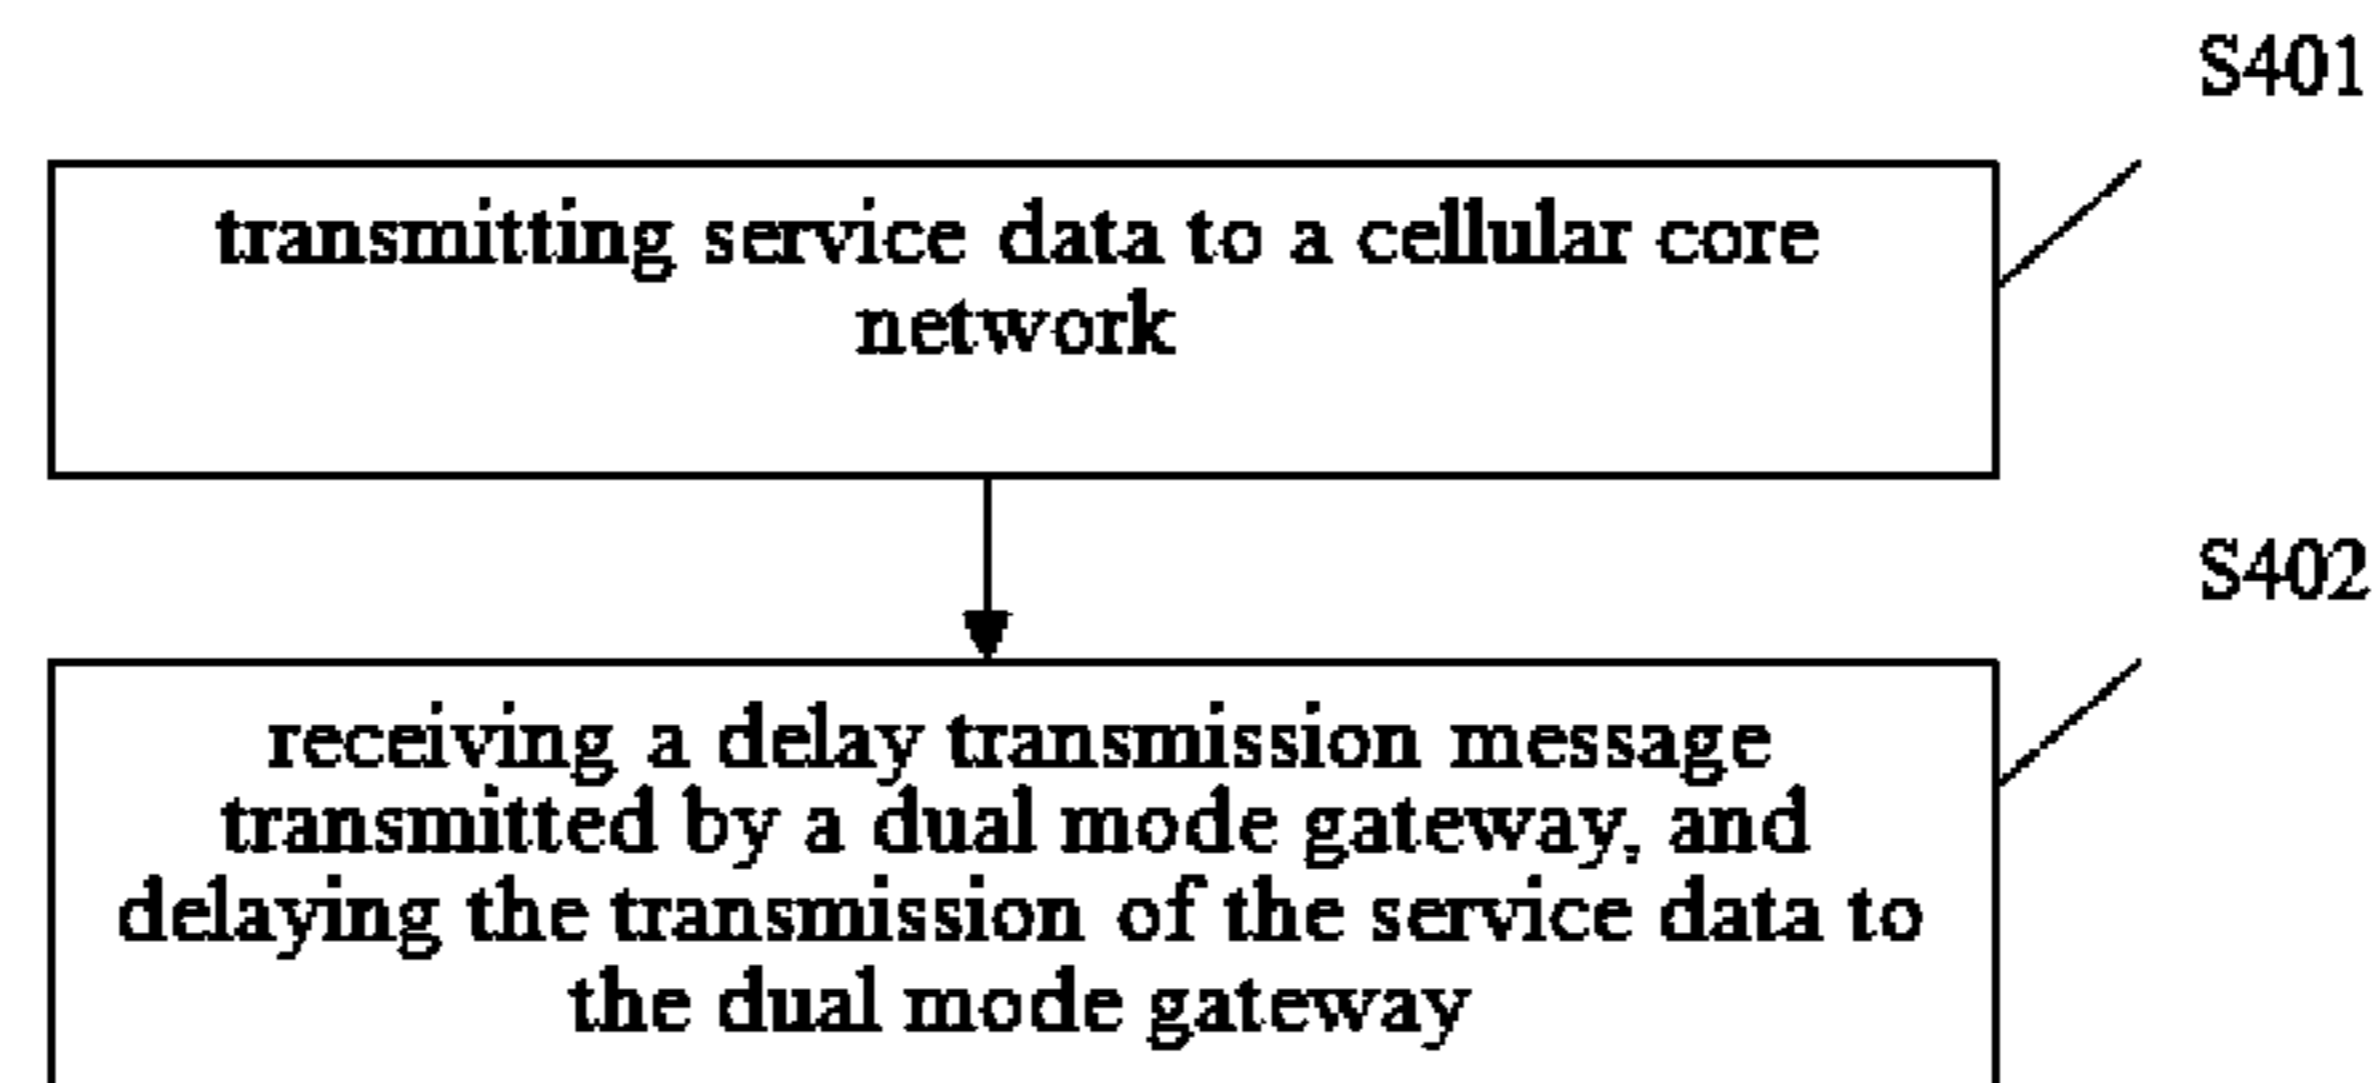 S401
transmitting service data to a cellular core
network
S402
receiving a delay transmission message
transmitted by a dual mode gateway, and
delaying the transmission of the service data to
the dual mode gateway